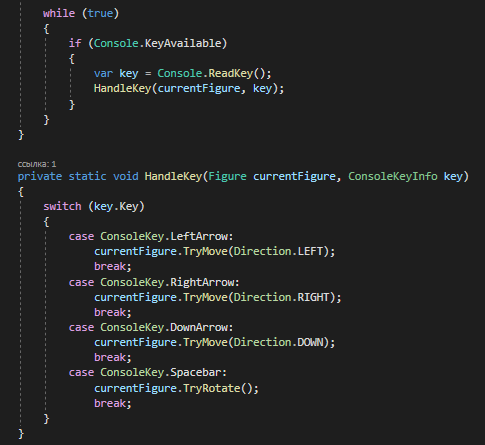 while (true)
{
if (Console.KeyAvailable)
{
var key = Console.ReadKey();
HandleKey(currentFigure, key);
}
}
}
ссылка: 1
private static void HandleKey(Figure currentFigure, ConsoleKeyInfo key)
{
switch (key.Key)
{
case ConsoleKey.LeftArrow:
currentFigure.TryMove(Direction.LEFT);
break;
case ConsoleKey.RightArrow:
currentFigure.TryMove(Direction.RIGHT);
break;
case ConsoleKey.DownArrow:
currentFigure.TryMove(Direction.DOWN);
break;
case ConsoleKey.Spacebar:
currentFigure.TryRotate();
break;
}
}